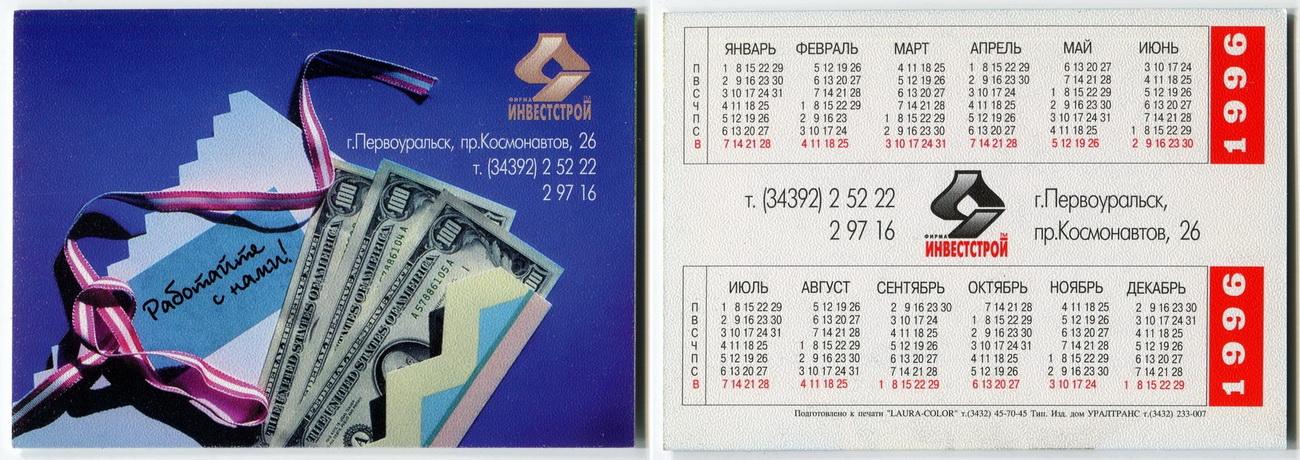 ФИРМА TM
ИНВЕСТСТРОЙ
г.Первоуральск, пр.Космонавтов, 26
т. (34392) 2 52 22
2 97 16
Работайте
с нами!
100
100
100
100
THE UNITED STATES OF AMERICA
THE UNITED STATES OF AMERICA
A57886105A
ЯНВАРЬ ФЕВРАЛЬ МАРТ АПРЕЛЬ МАЙ ИЮНЬ
П 1 8 15 22 29 5 12 19 26 4 11 18 25 1 8 15 22 29 6 13 20 27 3 10 17 24
В 2 9 16 23 30 6 13 20 27 5 12 19 26 2 9 16 23 30 7 14 21 28 4 11 18 25
С 3 10 17 24 31 7 14 21 28 6 13 20 27 3 10 17 24 1 8 15 22 29 5 12 19 26
Ч 4 11 18 25 1 8 15 22 29 7 14 21 28 4 11 18 25 2 9 16 23 30 6 13 20 27
П 5 12 19 26 2 9 16 23 1 8 15 22 29 5 12 19 26 3 10 17 24 31 7 14 21 28
С 6 13 20 27 3 10 17 24 2 9 16 23 30 6 13 20 27 4 11 18 25 1 8 15 22 29
В 7 14 21 28 4 11 18 25 3 10 17 24 31 7 14 21 28 5 12 19 26 2 9 16 23 30
1996
т. (34392) 2 52 22
2 97 16
ФИРМА TM
ИНВЕСТСТРОЙ
г.Первоуральск,
пр.Космонавтов, 26
ИЮЛЬ АВГУСТ СЕНТЯБРЬ ОКТЯБРЬ НОЯБРЬ ДЕКАБРЬ
П 1 8 15 22 29 5 12 19 26 2 9 16 23 30 7 14 21 28 4 11 18 25 2 9 16 23 30
В 2 9 16 23 30 6 13 20 27 3 10 17 24 1 8 15 22 29 5 12 19 26 3 10 17 24 31
С 3 10 17 24 31 7 14 21 28 4 11 18 25 2 9 16 23 30 6 13 20 27 4 11 18 25
Ч 4 11 18 25 1 8 15 22 29 5 12 19 26 3 10 17 24 31 7 14 21 28 5 12 19 26
П 5 12 19 26 2 9 16 23 30 6 13 20 27 4 11 18 25 1 8 15 22 29 6 13 20 27
С 6 13 20 27 3 10 17 24 31 7 14 21 28 5 12 19 26 2 9 16 23 30 7 14 21 28
В 7 14 21 28 4 11 18 25 1 8 15 22 29 6 13 20 27 3 10 17 24 1 8 15 22 29
1996
Подготовлено к печати "LAURA-COLOR" т.(3432) 45-70-45 Тип. Изд. дом УРАЛТРАНС т.(3432) 233-007